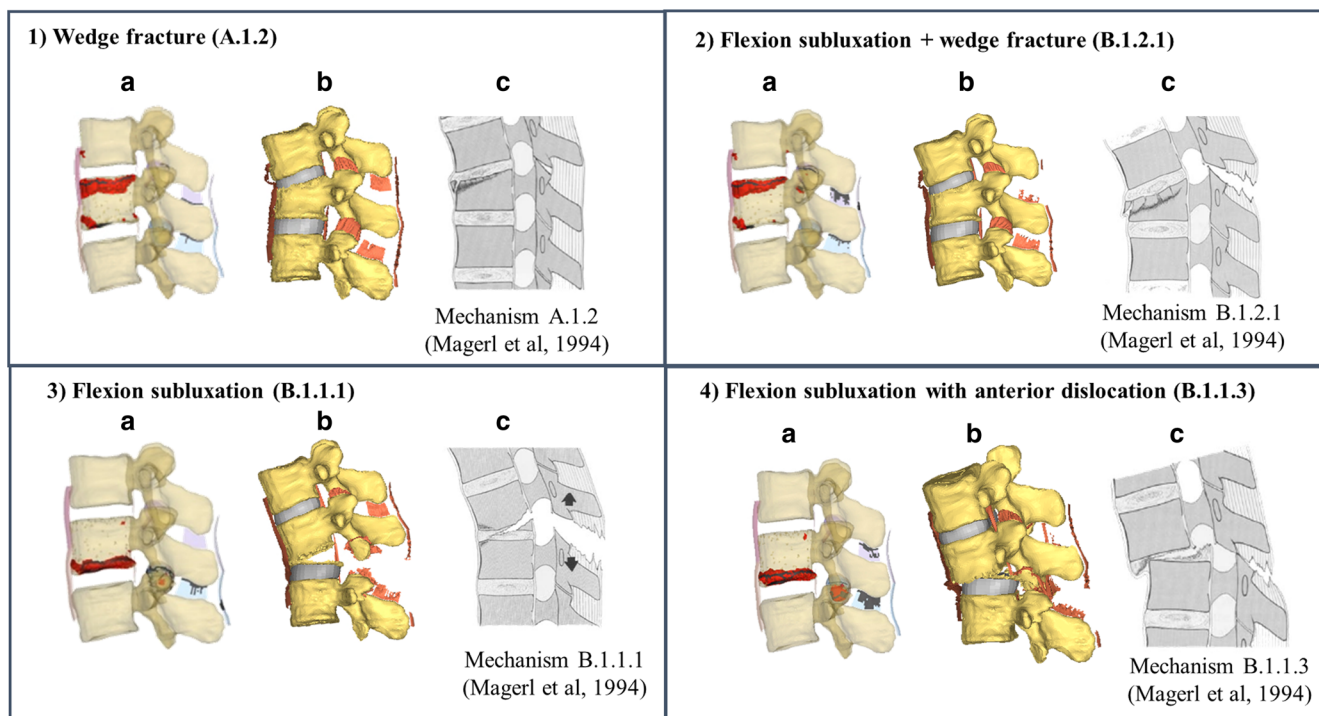 1) Wedge fracture (A.1.2)
a b c
Mechanism A.1.2
(Magerl et al, 1994)
2) Flexion subluxation + wedge fracture (B.1.2.1)
a b c
Mechanism B.1.2.1
(Magerl et al, 1994)
3) Flexion subluxation (B.1.1.1)
a b c
Mechanism B.1.1.1
(Magerl et al, 1994)
4) Flexion subluxation with anterior dislocation (B.1.1.3)
a b c
Mechanism B.1.1.3
(Magerl et al, 1994)